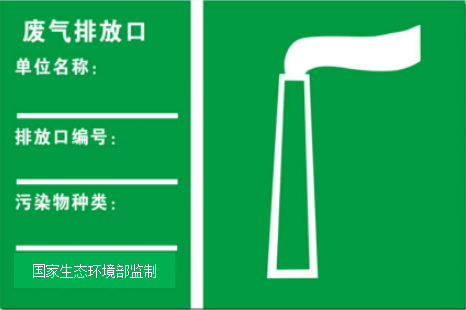 废气排放口
单位名称：
排放口编号：
污染物种类：
国家生态环境部监制